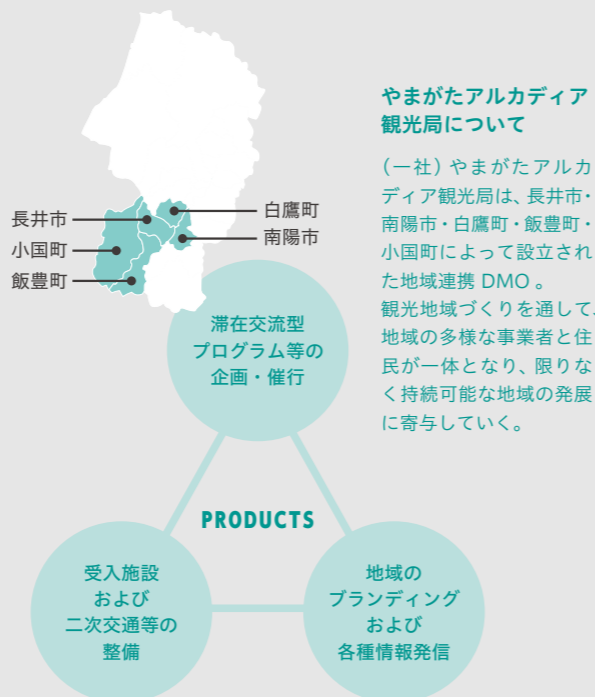 やまがたアルカディア
観光局について
(一社)やまがたアルカ
ディア観光局は、長井市・
南陽市・白鷹町・飯豊町・
小国町によって設立され
た地域連携 DMO 。
観光地域づくりを通して、
地域の多様な事業者と住
民が一体となり、限りな
く持続可能な地域の発展
に寄与していく。
長井市
小国町
飯豊町
白鷹町
南陽市
滞在交流型
プログラム等の
企画・催行
PRODUCTS
受入施設
および
二次交通等の
整備
地域の
ブランディング
および
各種情報発信